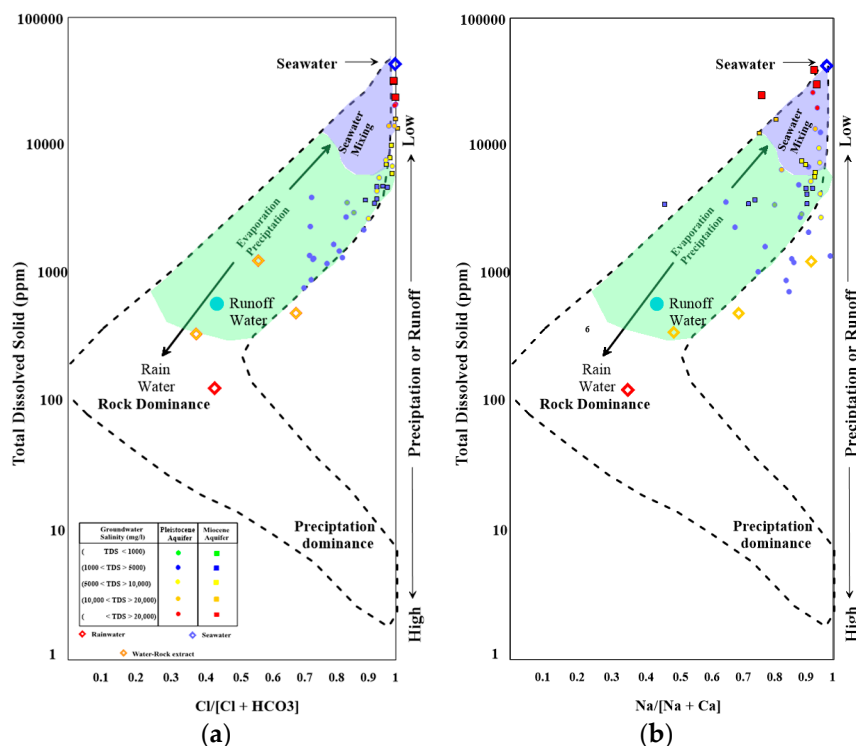 100000
10000
1000
100
10
1
Total Dissolved Solid (ppm)
Seawater
Seawater
Mixing
Evaporation
Precipitation
Runoff
Water
Rain
Water
Rock Dominance
Preciptation
dominance
Groundwater
Salinity (mg/l)
Pleistocene
Aquifer
Miocene
Aquifer
( TDS < 1000)
(1000 < TDS > 5000)
(5000 < TDS > 10,000)
(10,000 < TDS > 20,000)
( < TDS > 20,000)
Rainwater
Seawater
Water-Rock extract
0.1 0.2 0.3 0.4 0.5 0.6 0.7 0.8 0.9 1
Cl/[Cl + HCO3]
(a)
Low
Preciptation or Runoff
High
100000
10000
1000
100
10
1
Total Dissolved Solid (ppm)
Seawater
Seawater
Mixing
Evaporation
Precipitation
Runoff
Water
6
Rain
Water
Rock Dominance
Preciptation
dominance
0.1 0.2 0.3 0.4 0.5 0.6 0.7 0.8 0.9 1
Na/[Na + Ca]
(b)
Low
Preciptation or Runoff
High